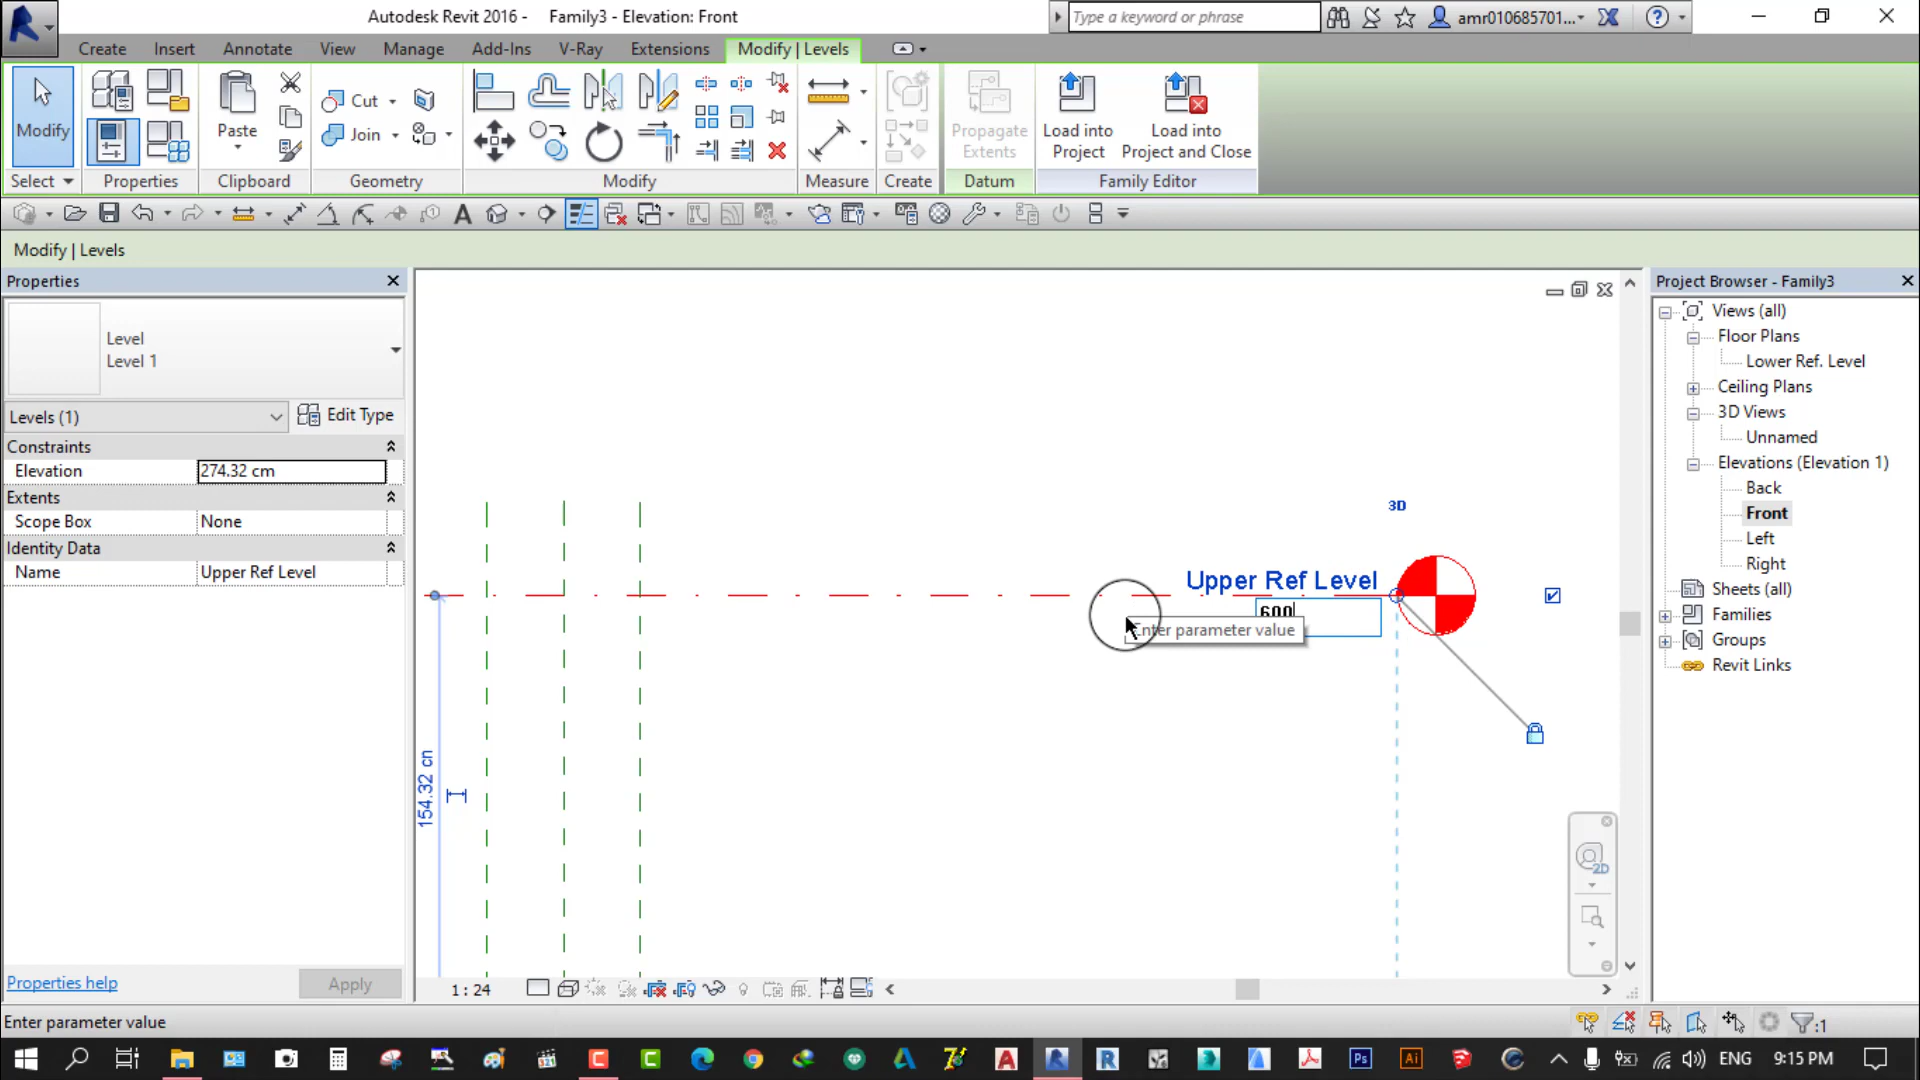 Autodesk Revit 2016 - Family3 - Elevation: Front
Type a keyword or phrase
amr010685701...
Create Insert Annotate View Manage Add-Ins V-Ray Extensions Modify | Levels
Modify
Paste
Cut
Join
Propagate Extents
Load into Project
Load into Project and Close
Select Properties Clipboard Geometry Modify Measure Create Datum Family Editor
Modify | Levels
Properties
Level
Level 1
Levels (1)
Edit Type
Constraints
Elevation 274.32 cm
Extents
Scope Box None
Identity Data
Name Upper Ref Level
Properties help
Apply
3D
Upper Ref Level
600
Enter parameter value
154.32 cn
2D
1 : 24
Project Browser - Family3
Views (all)
Floor Plans
Lower Ref. Level
Ceiling Plans
3D Views
Unnamed
Elevations (Elevation 1)
Back
Front
Left
Right
Sheets (all)
Families
Groups
Revit Links
Enter parameter value
:1
ENG 9:15 PM